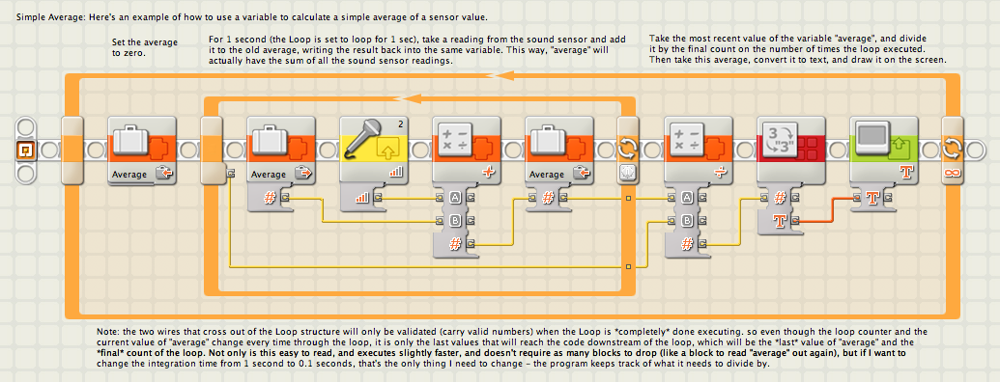 Simple Average: Here's an example of how to use a variable to calculate a simple average of a sensor value.
Set the average
to zero.
For 1 second (the Loop is set to loop for 1 sec), take a reading from the sound sensor and add
it to the old average, writing the result back into the same variable. This way, "average" will
actually have the sum of all the sound sensor readings.
Take the most recent value of the variable "average", and divide
it by the final count on the number of times the loop executed.
Then take this average, convert it to text, and draw it on the screen.
2
3
"3"
Average
Average
Average
T
#
#
#
A
B
#
A
B
#
T
T
Note: the two wires that cross out of the Loop structure will only be validated (carry valid numbers) when the Loop is *completely* done executing. so even though the loop counter and the
current value of "average" change every time through the loop, it is only the last values that will reach the code downstream of the loop, which will be the *last* value of "average" and the
*final* count of the loop. Not only is this easy to read, and executes slightly faster, and doesn't require as many blocks to drop (like a block to read "average" out again), but if I want to
change the integration time from 1 second to 0.1 seconds, that's the only thing I need to change - the program keeps track of what it needs to divide by.